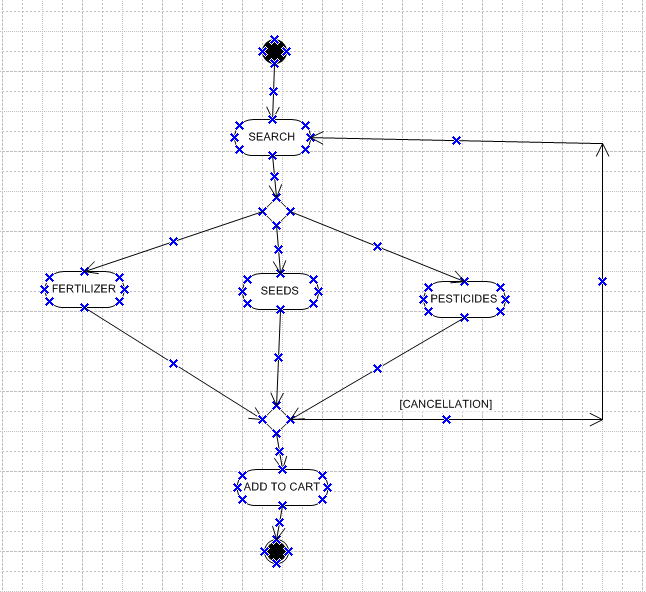 SEARCH
FERTILIZER
SEEDS
PESTICIDES
[CANCELLATION]
ADD TO CART